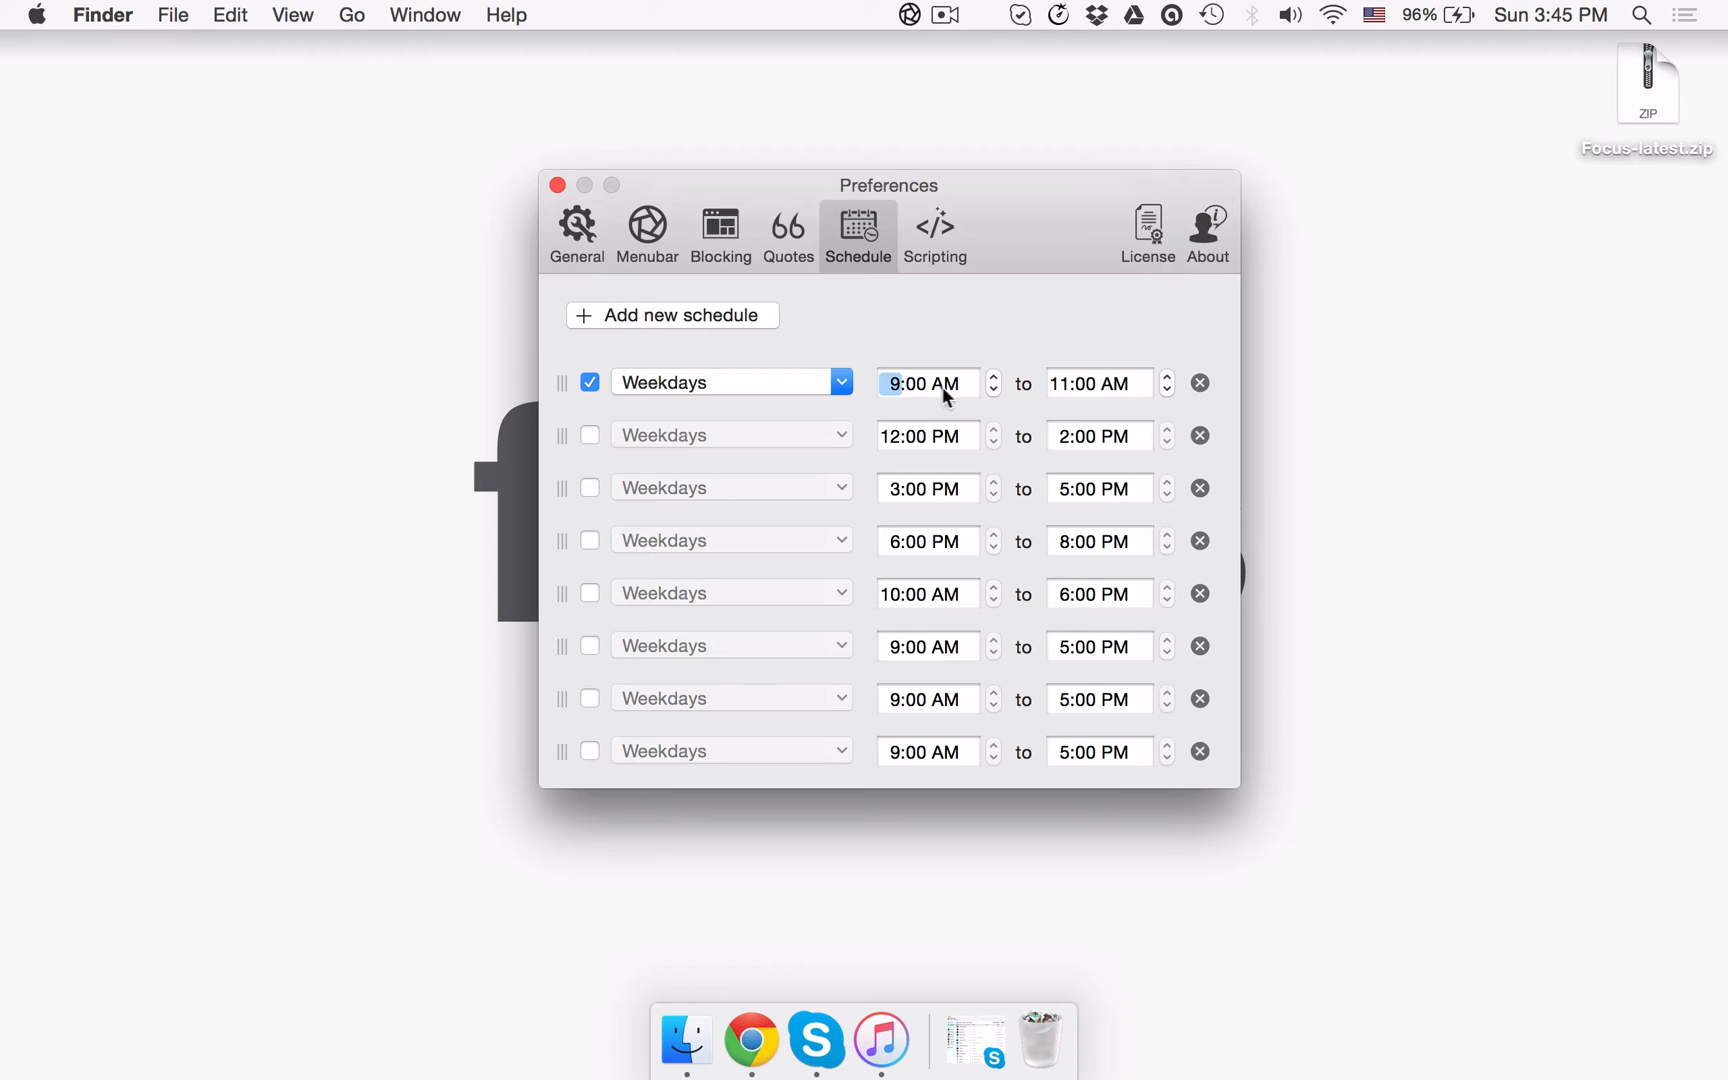 Finder File Edit View Go Window Help 96% Sun 3:45 PM
ZIP
Focus-latest.zip
Preferences
General Menubar Blocking Quotes Schedule Scripting License About
+ Add new schedule
Weekdays 9:00 AM to 11:00 AM
Weekdays 12:00 PM to 2:00 PM
Weekdays 3:00 PM to 5:00 PM
Weekdays 6:00 PM to 8:00 PM
Weekdays 10:00 AM to 6:00 PM
Weekdays 9:00 AM to 5:00 PM
Weekdays 9:00 AM to 5:00 PM
Weekdays 9:00 AM to 5:00 PM